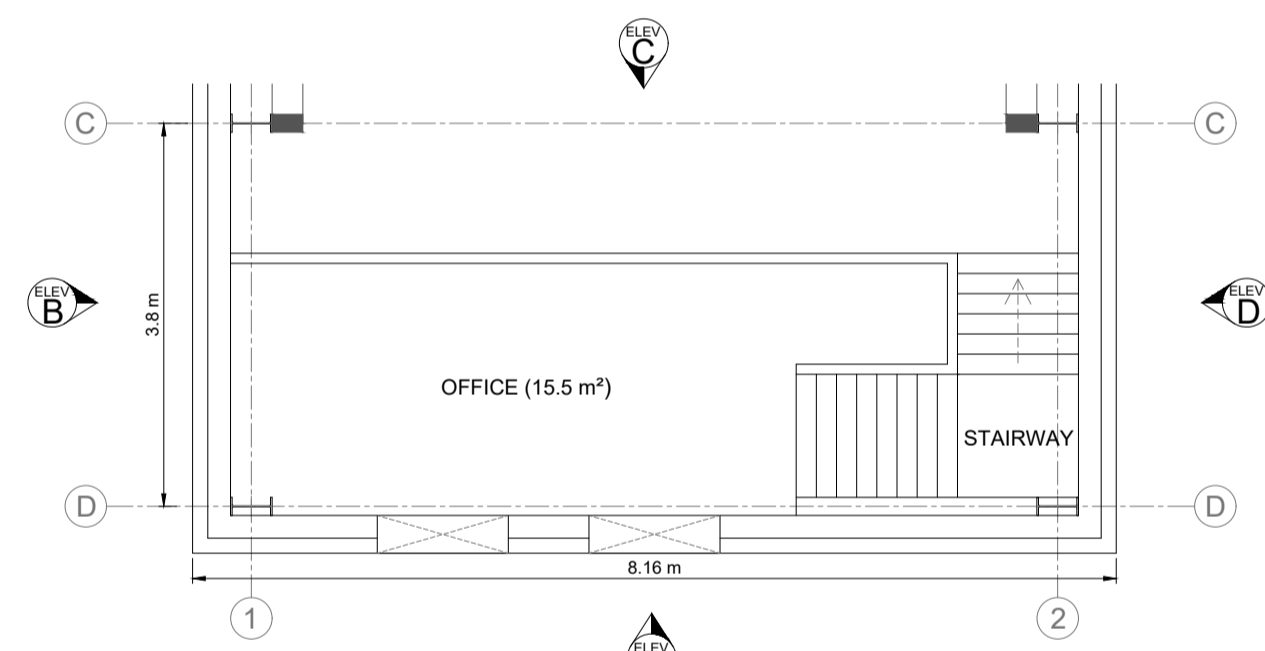 ELEV
C
C
C
ELEV
B
3.8 m
ELEV
D
OFFICE (15.5 m²)
STAIRWAY
D
D
8.16 m
1
2
ELEV